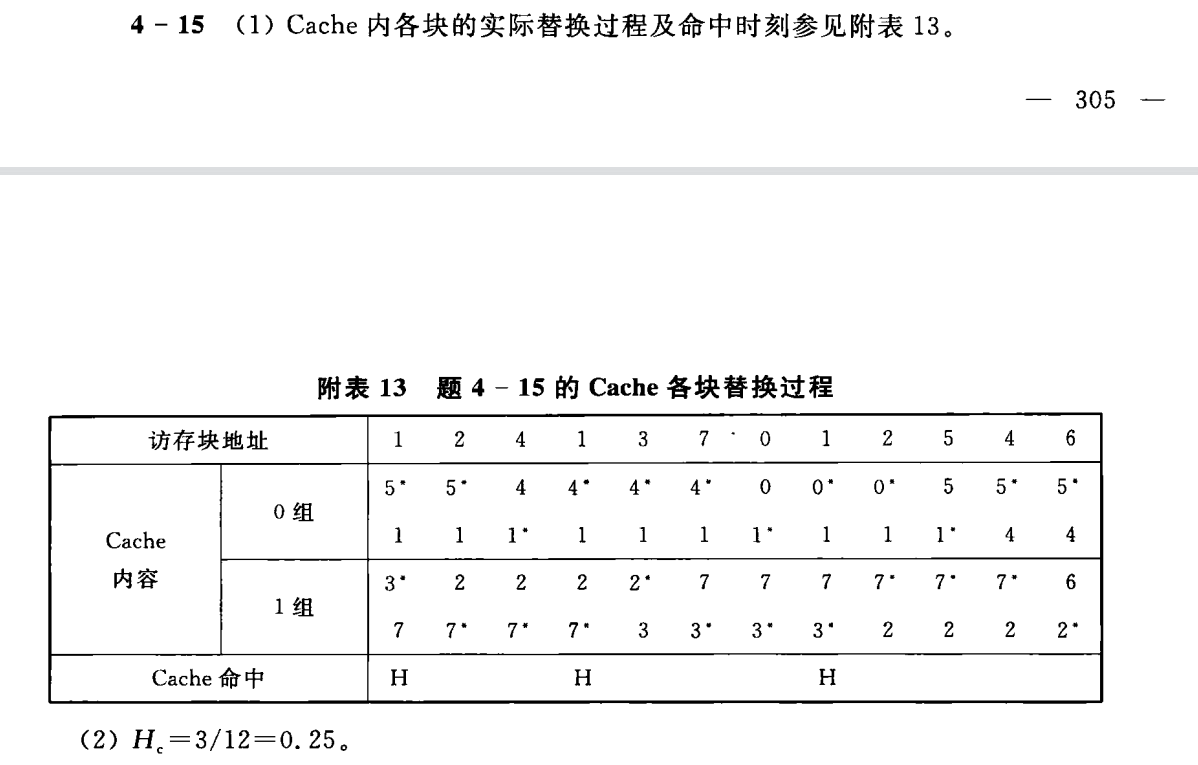 4-15 (1) Cache 内各块的实际替换过程及命中时刻参见附表 13。
— 305 —
附表 13 题 4-15 的 Cache 各块替换过程
访存块地址 1 2 4 1 3 7 0 1 2 5 4 6
Cache 内容 0 组 5* 5* 4 4* 4* 4* 0 0* 0* 5 5* 5*
1 1 1* 1 1 1 1* 1 1 1* 4 4
1 组 3* 2 2 2 2* 7 7 7 7* 7* 7* 6
7 7* 7* 7* 3 3* 3* 3* 2 2 2 2*
Cache 命中 H H H
(2) Hc=3/12=0.25。